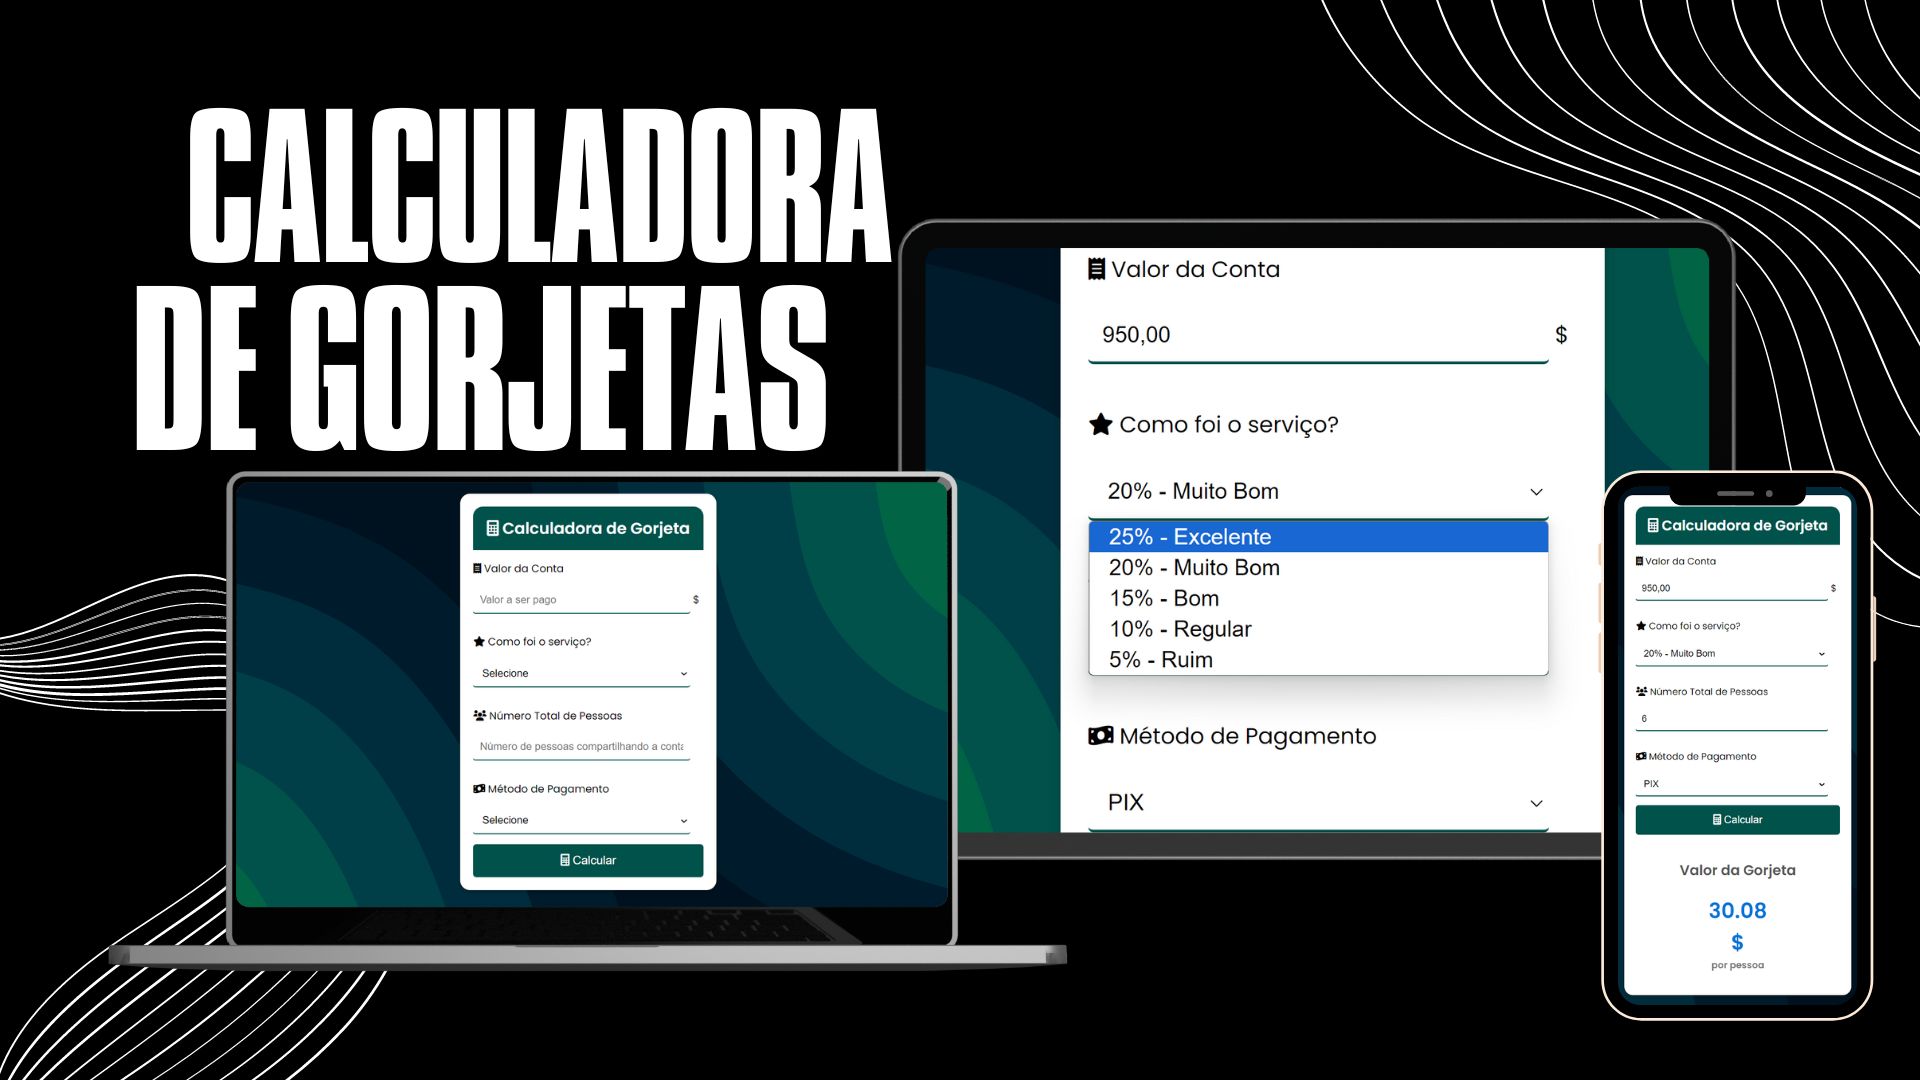 CALCULADORA
DE GORJETAS
Calculadora de Gorjeta
Valor da Conta
Valor a ser pago
$
Como foi o serviço?
Selecione
Número Total de Pessoas
Número de pessoas compartilhando a conta
Método de Pagamento
Selecione
Calcular
Valor da Conta
950,00
$
Como foi o serviço?
20% - Muito Bom
25% - Excelente
20% - Muito Bom
15% - Bom
10% - Regular
5% - Ruim
Método de Pagamento
PIX
Calculadora de Gorjeta
Valor da Conta
950,00
$
Como foi o serviço?
20% - Muito Bom
Número Total de Pessoas
6
Método de Pagamento
PIX
Calcular
Valor da Gorjeta
30.08
$
por pessoa